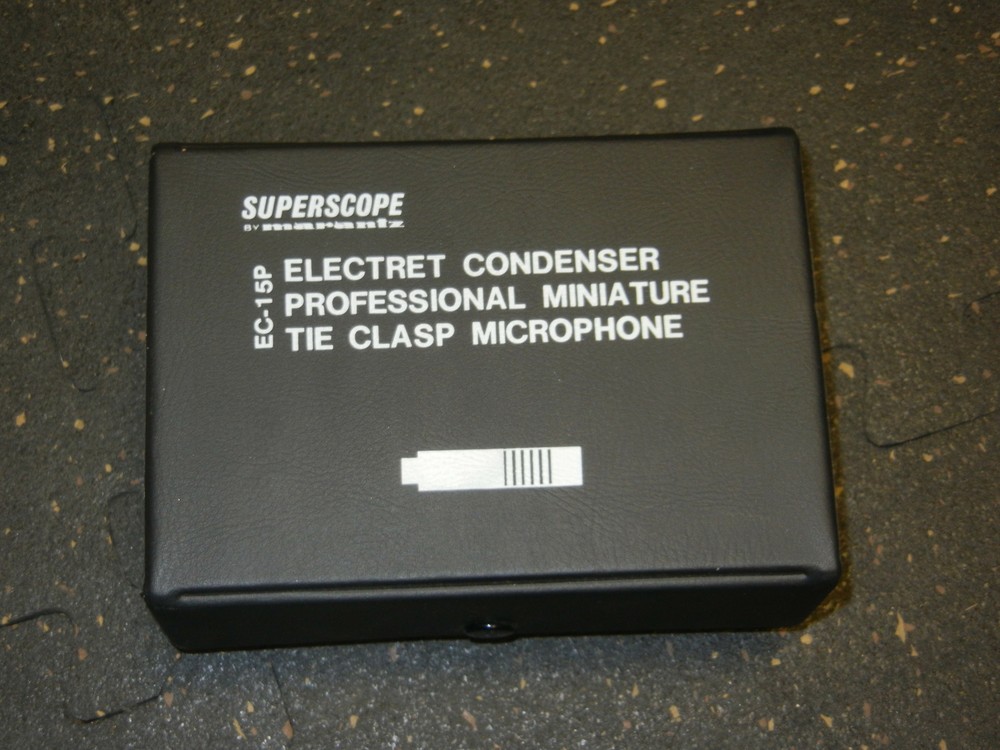 SUPERSCOPE
BY marantz
EC-15P
ELECTRET CONDENSER
PROFESSIONAL MINIATURE
TIE CLASP MICROPHONE